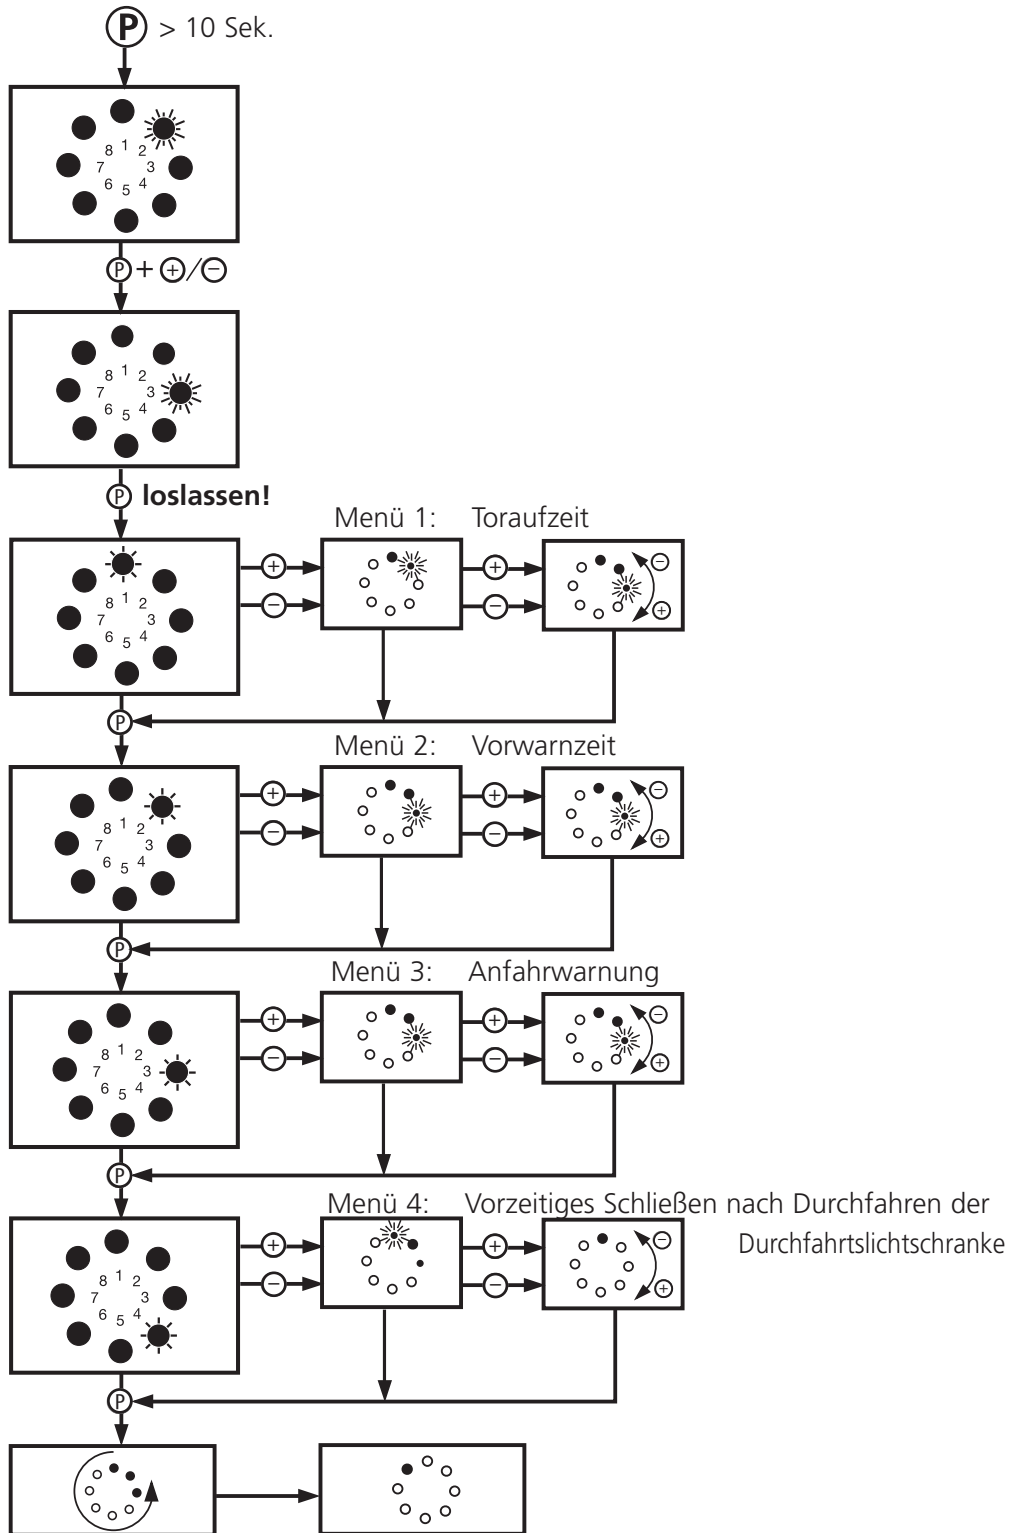 P > 10 Sek.
8 1 2
7 3
6 5 4
P + + / −
8 1 2
7 3
6 5 4
P loslassen!
Menü 1: Toraufzeit
8 1 2
7 3
6 5 4
+ + −
− − +
P
Menü 2: Vorwarnzeit
8 1 2
7 3
6 5 4
+ + −
− − +
P
Menü 3: Anfahrwarnung
8 1 2
7 3
6 5 4
+ + −
− − +
P
Menü 4: Vorzeitiges Schließen nach Durchfahren der
Durchfahrtslichtschranke
8 1 2
7 3
6 5 4
+ + −
− − +
P